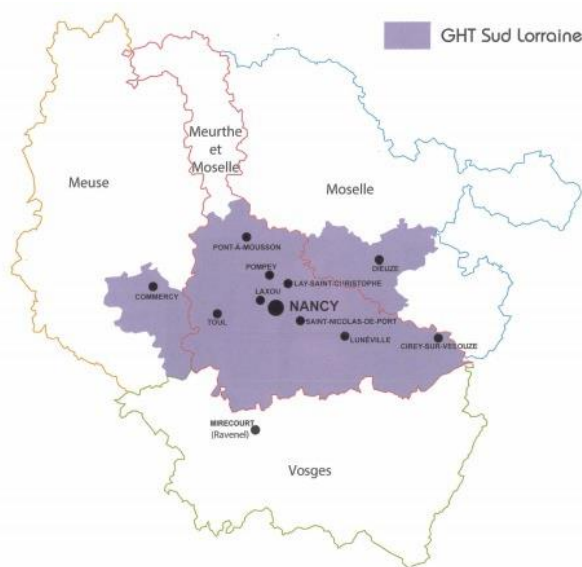 GHT Sud Lorraine
Meurthe
et
Moselle
Meuse
Moselle
PONT-À-MOUSSON
DIEUZE
POMPEY
LAY-SAINT-CHRISTOPHE
COMMERCY
LAXOU
NANCY
TOUL
SAINT-NICOLAS-DE-PORT
LUNÉVILLE
CIREY-SUR-VESOUZE
MIRECOURT
(Ravenel)
Vosges